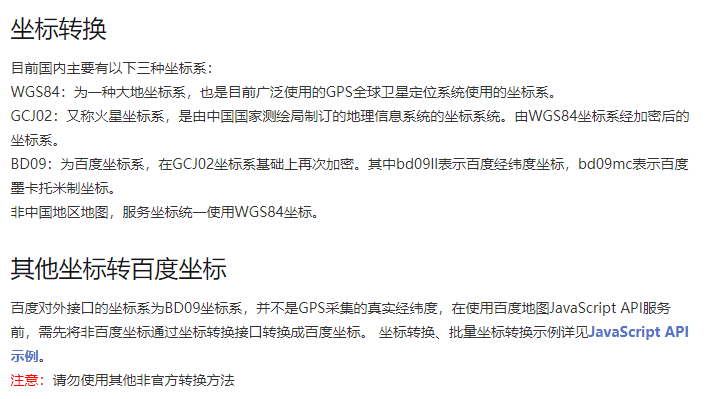 坐标转换
目前国内主要有以下三种坐标系：
WGS84：为一种大地坐标系，也是目前广泛使用的GPS全球卫星定位系统使用的坐标系。
GCJ02：又称火星坐标系，是由中国国家测绘局制订的地理信息系统的坐标系统。由WGS84坐标系经加密后的
坐标系。
BD09：为百度坐标系，在GCJ02坐标系基础上再次加密。其中bd09ll表示百度经纬度坐标，bd09mc表示百度
墨卡托米制坐标。
非中国地区地图，服务坐标统一使用WGS84坐标。
其他坐标转百度坐标
百度对外接口的坐标系为BD09坐标系，并不是GPS采集的真实经纬度，在使用百度地图JavaScript API服务
前，需先将非百度坐标通过坐标转换接口转换成百度坐标。 坐标转换、批量坐标转换示例详见JavaScript API
示例。
注意：请勿使用其他非官方转换方法